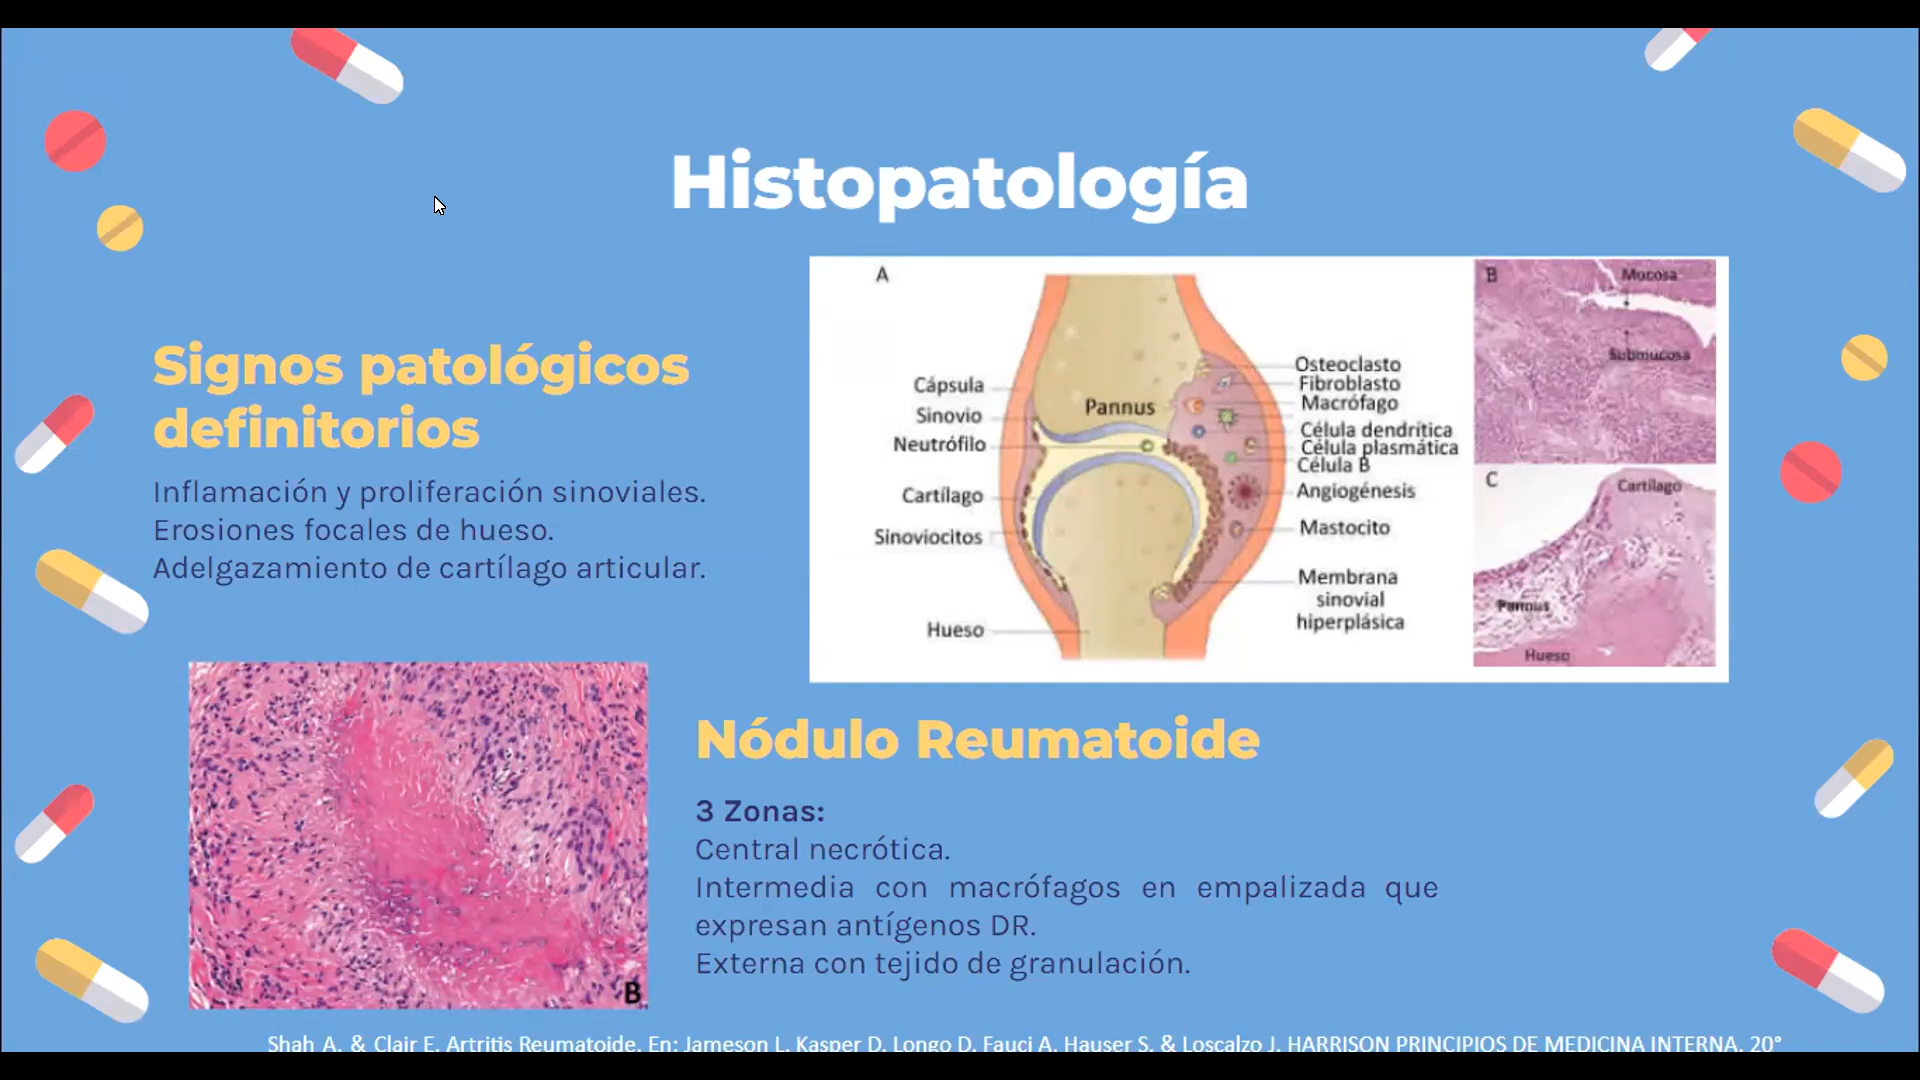 Histopatología
Signos patológicos
definitorios
Inflamación y proliferación sinoviales.
Erosiones focales de hueso.
Adelgazamiento de cartílago articular.
A
Cápsula
Sinovio
Neutrófilo
Cartílago
Sinoviocitos
Hueso
Pannus
Osteoclasto
Fibroblasto
Macrófago
Célula dendrítica
Célula plasmática
Célula B
Angiogénesis
Mastocito
Membrana
sinovial
hiperplásica
B
Mucosa
Submucosa
C
Cartílago
Pannus
Hueso
B
Nódulo Reumatoide
3 Zonas:
Central necrótica.
Intermedia con macrófagos en empalizada que
expresan antígenos DR.
Externa con tejido de granulación.
Shah A. & Clair E. Artritis Reumatoide. En: Jameson L. Kasper D. Longo D. Fauci A. Hauser S. & Loscalzo J. HARRISON PRINCIPIOS DE MEDICINA INTERNA. 20°